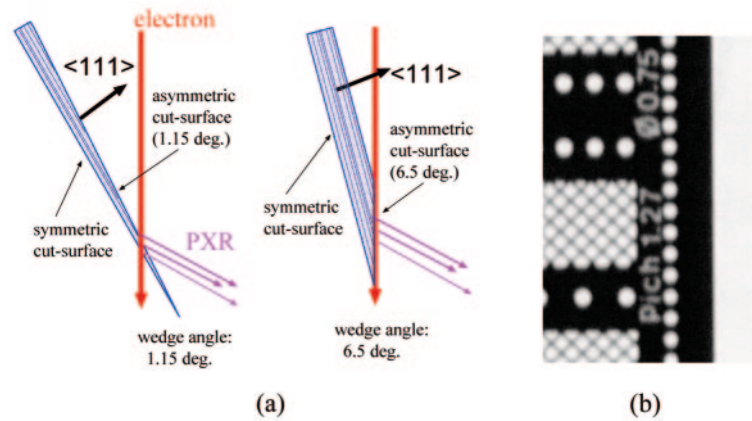 electron
<111>
asymmetric
cut-surface
(1.15 deg.)
symmetric
cut-surface
PXR
wedge angle:
1.15 deg.
<111>
asymmetric
cut-surface
(6.5 deg.)
symmetric
cut-surface
wedge angle:
6.5 deg.
(a)
Pich 1.27 Ø 0.75
(b)